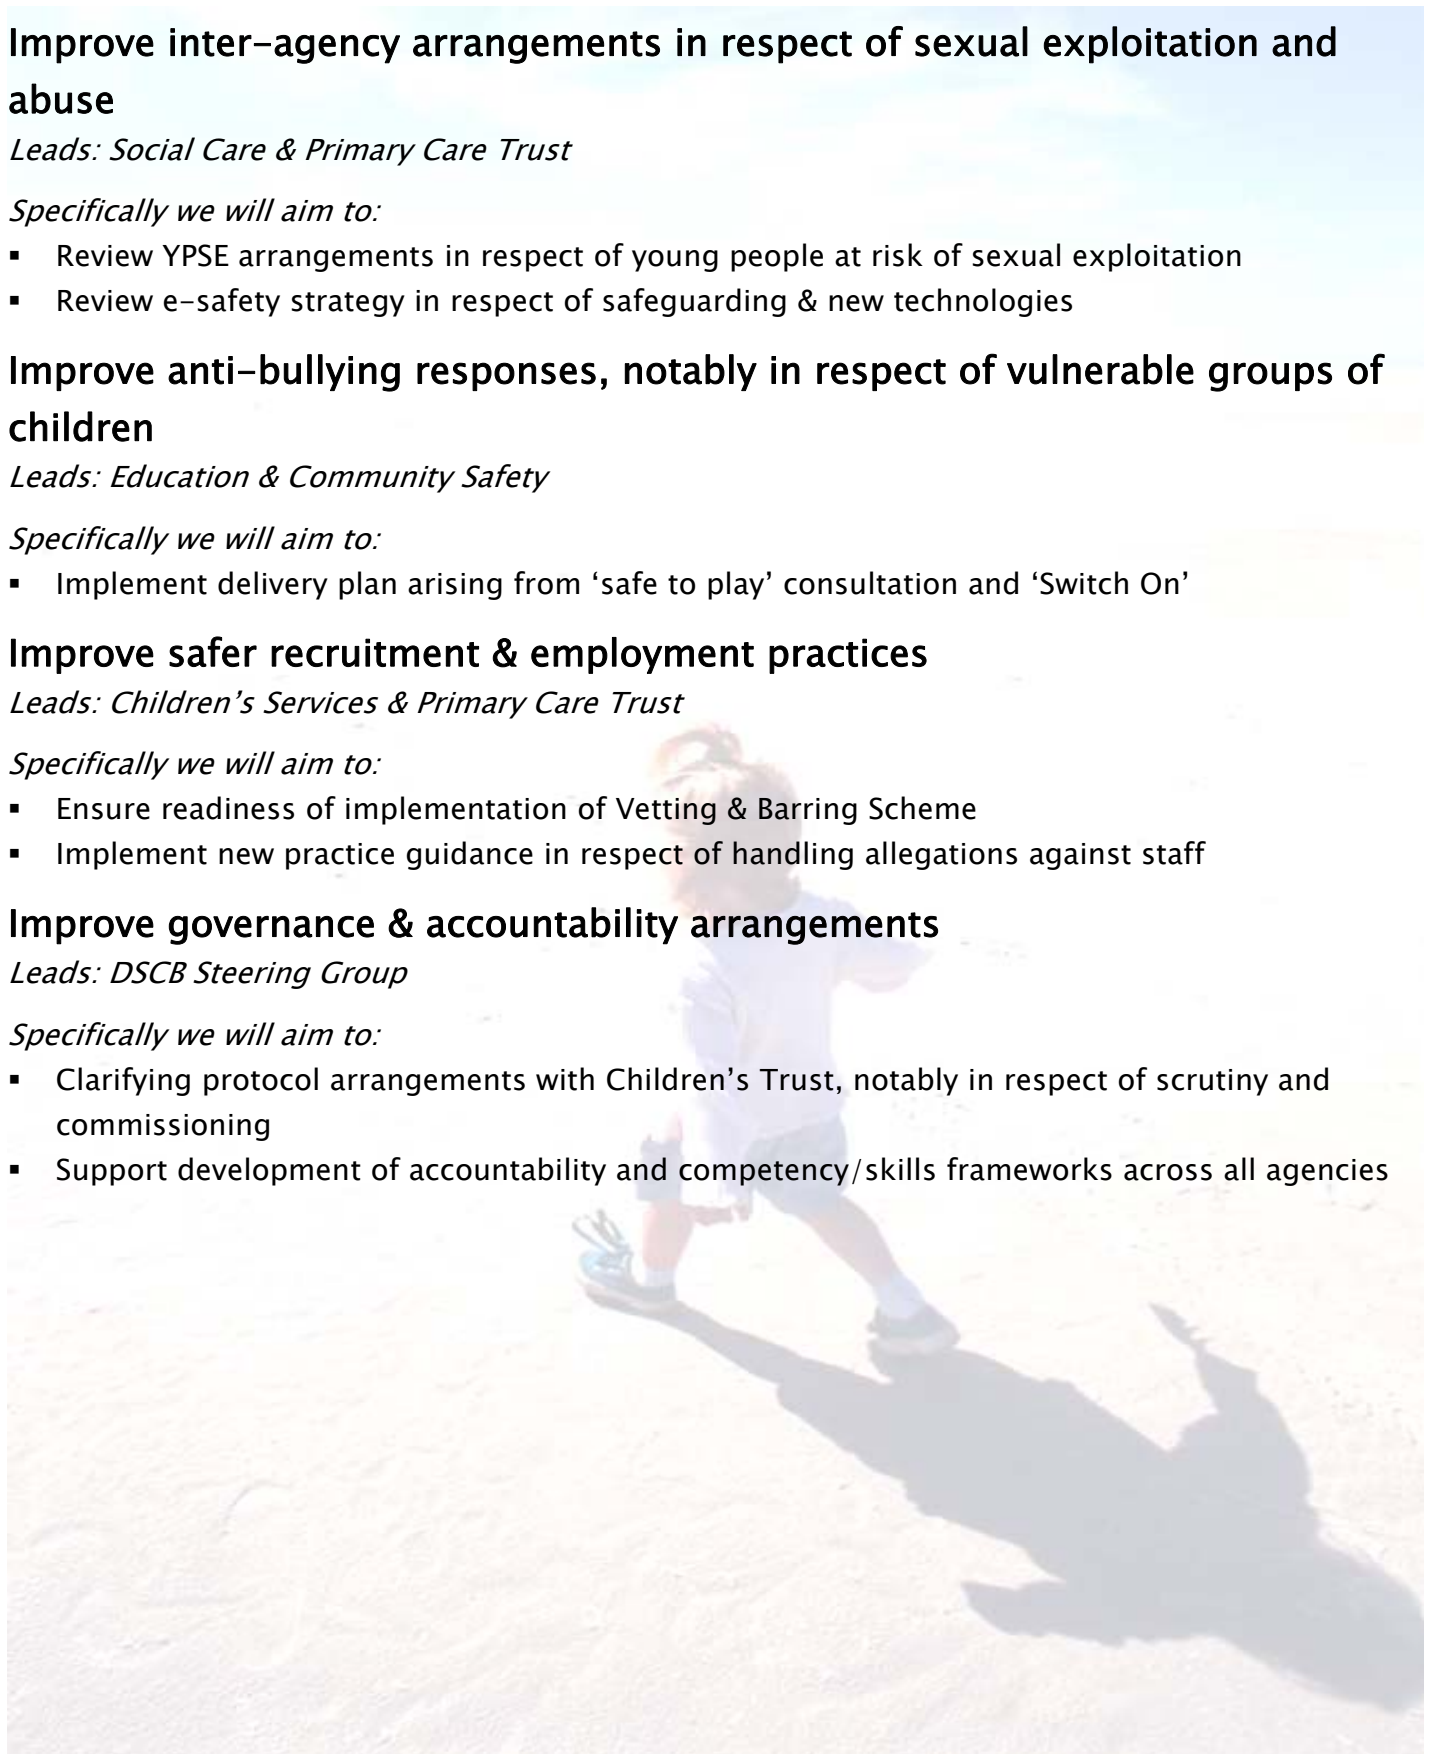 Improve inter-agency arrangements in respect of sexual exploitation and
abuse
Leads: Social Care & Primary Care Trust
Specifically we will aim to:
▪ Review YPSE arrangements in respect of young people at risk of sexual exploitation
▪ Review e-safety strategy in respect of safeguarding & new technologies
Improve anti-bullying responses, notably in respect of vulnerable groups of
children
Leads: Education & Community Safety
Specifically we will aim to:
▪ Implement delivery plan arising from ‘safe to play’ consultation and ‘Switch On’
Improve safer recruitment & employment practices
Leads: Children’s Services & Primary Care Trust
Specifically we will aim to:
▪ Ensure readiness of implementation of Vetting & Barring Scheme
▪ Implement new practice guidance in respect of handling allegations against staff
Improve governance & accountability arrangements
Leads: DSCB Steering Group
Specifically we will aim to:
▪ Clarifying protocol arrangements with Children’s Trust, notably in respect of scrutiny and
commissioning
▪ Support development of accountability and competency/skills frameworks across all agencies